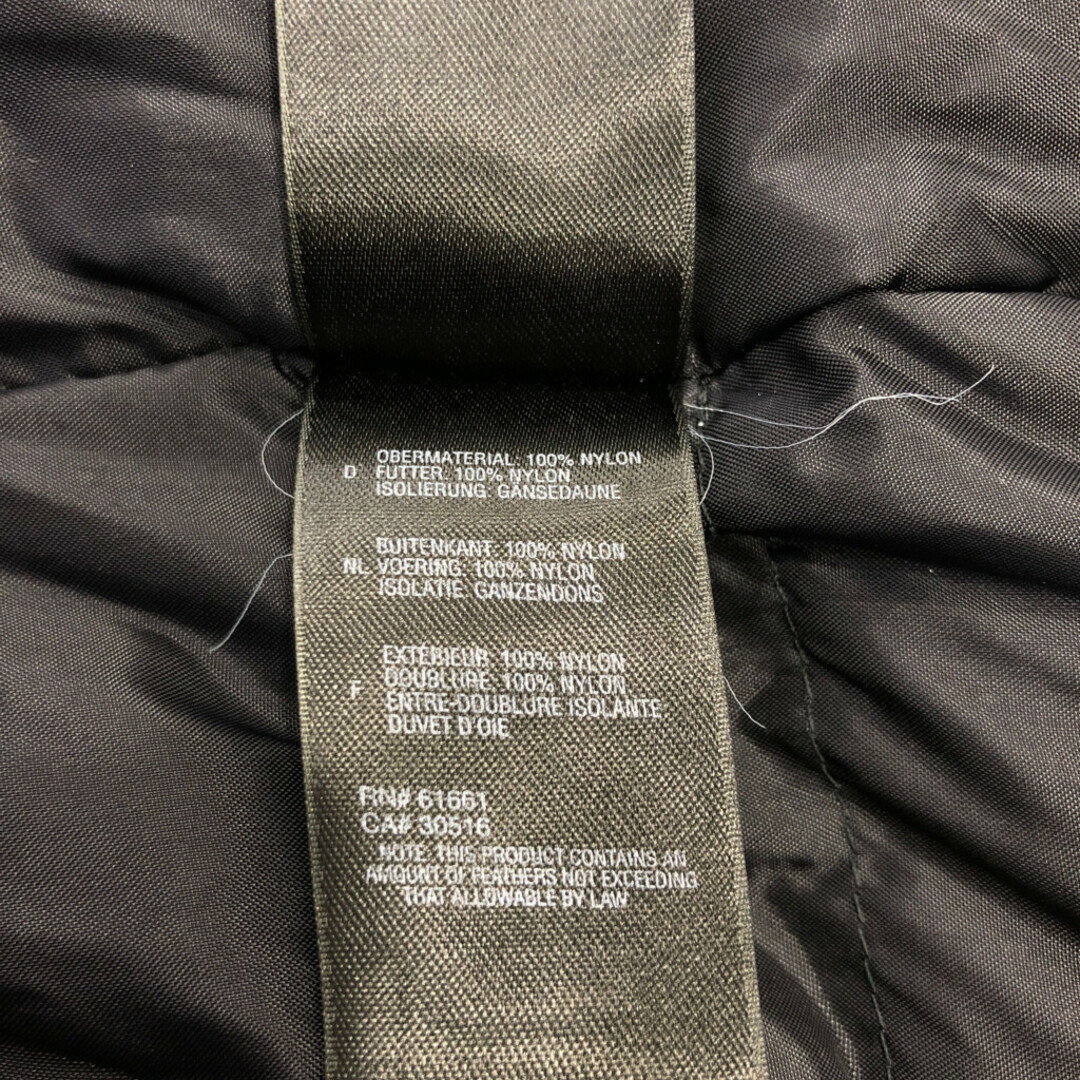 OBERMATERIAL: 100% NYLON
D FUTTER: 100% NYLON
ISOLIERUNG: GÄNSEDAUNE
BUITENKANT: 100% NYLON
NL VOERING: 100% NYLON
ISOLATIE: GANZENDONS
EXTÉRIEUR: 100% NYLON
F DOUBLURE: 100% NYLON
ENTRE-DOUBLURE ISOLANTE:
DUVET D'OIE
RN# 61661
CA# 30516
NOTE: THIS PRODUCT CONTAINS AN
AMOUNT OF FEATHERS NOT EXCEEDING
THAT ALLOWABLE BY LAW